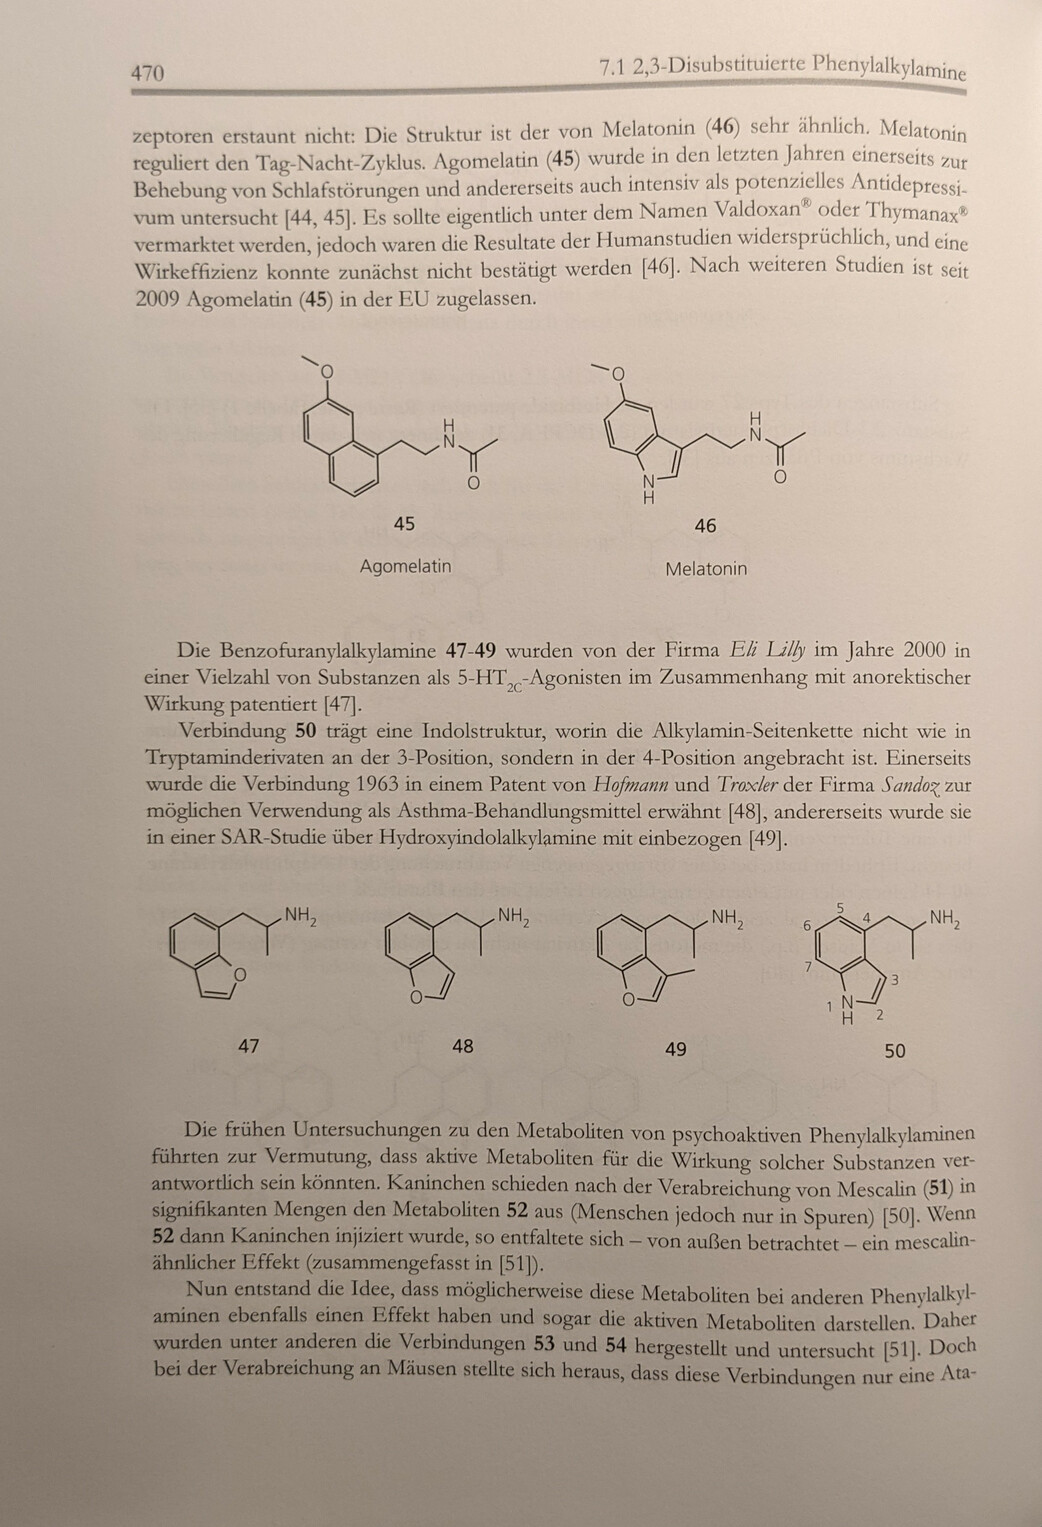 470
7.1 2,3-Disubstituierte Phenylalkylamine
zeptoren erstaunt nicht: Die Struktur ist der von Melatonin (46) sehr ähnlich. Melatonin
reguliert den Tag-Nacht-Zyklus. Agomelatin (45) wurde in den letzten Jahren einerseits zur
Behebung von Schlafstörungen und andererseits auch intensiv als potenzielles Antidepressi-
vum untersucht [44, 45]. Es sollte eigentlich unter dem Namen Valdoxan® oder Thymanax®
vermarktet werden, jedoch waren die Resultate der Humanstudien widersprüchlich, und eine
Wirkeffizienz konnte zunächst nicht bestätigt werden [46]. Nach weiteren Studien ist seit
2009 Agomelatin (45) in der EU zugelassen.
O
H
N
O
O
H
N
O
N
H
45
46
Agomelatin
Melatonin
Die Benzofuranylalkylamine 47-49 wurden von der Firma Eli Lilly im Jahre 2000 in
einer Vielzahl von Substanzen als 5-HT2C-Agonisten im Zusammenhang mit anorektischer
Wirkung patentiert [47].
Verbindung 50 trägt eine Indolstruktur, worin die Alkylamin-Seitenkette nicht wie in
Tryptaminderivaten an der 3-Position, sondern in der 4-Position angebracht ist. Einerseits
wurde die Verbindung 1963 in einem Patent von Hofmann und Troxler der Firma Sandoz zur
möglichen Verwendung als Asthma-Behandlungsmittel erwähnt [48], andererseits wurde sie
in einer SAR-Studie über Hydroxyindolalkylamine mit einbezogen [49].
NH2
O
NH2
O
NH2
O
5
4
NH2
6
7
3
1 N
H
2
47
48
49
50
Die frühen Untersuchungen zu den Metaboliten von psychoaktiven Phenylalkylaminen
führten zur Vermutung, dass aktive Metaboliten für die Wirkung solcher Substanzen ver-
antwortlich sein könnten. Kaninchen schieden nach der Verabreichung von Mescalin (51) in
signifikanten Mengen den Metaboliten 52 aus (Menschen jedoch nur in Spuren) [50]. Wenn
52 dann Kaninchen injiziert wurde, so entfaltete sich – von außen betrachtet – ein mescalin-
ähnlicher Effekt (zusammengefasst in [51]).
Nun entstand die Idee, dass möglicherweise diese Metaboliten bei anderen Phenylalkyl-
aminen ebenfalls einen Effekt haben und sogar die aktiven Metaboliten darstellen. Daher
wurden unter anderen die Verbindungen 53 und 54 hergestellt und untersucht [51]. Doch
bei der Verabreichung an Mäusen stellte sich heraus, dass diese Verbindungen nur eine Ata-